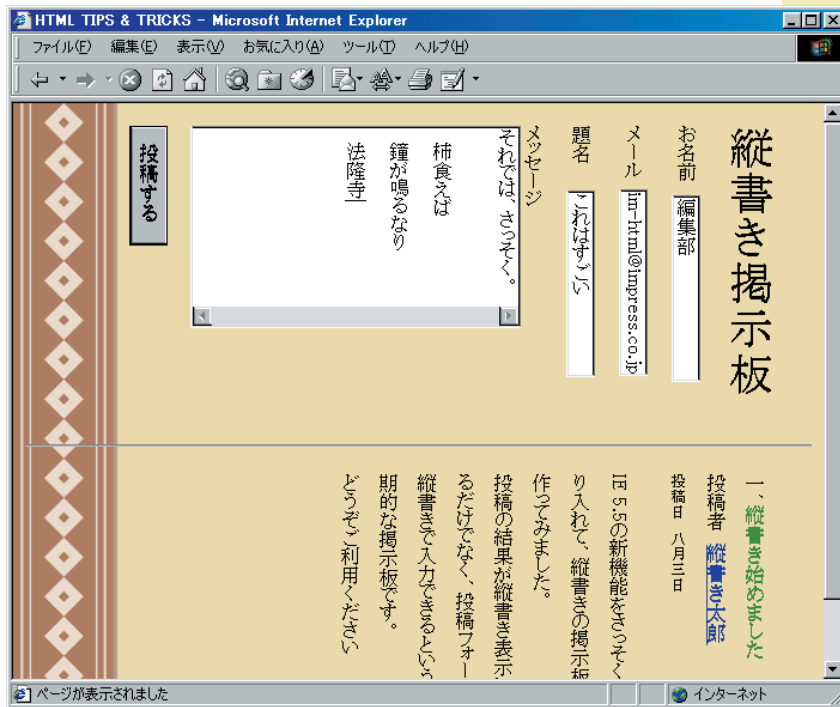 HTML TIPS & TRICKS - Microsoft Internet Explorer
ファイル(F) 編集(E) 表示(V) お気に入り(A) ツール(T) ヘルプ(H)
縦書き掲示板
お名前 編集部
メール im-html@impress.co.jp
題名 これはすごい
メッセージ
それでは、さっそく。
柿食えば
鐘が鳴るなり
法隆寺
投稿する
一、縦書き始めました
投稿者 縦書き太郎
投稿日 八月三日
IE 5.5の新機能をさっそく
り入れて、縦書きの掲示板
作ってみました。
投稿の結果が縦書き表示
るだけでなく、投稿フォー
縦書きで入力できるという
期的な掲示板です。
どうぞご利用ください
ページが表示されました
インターネット